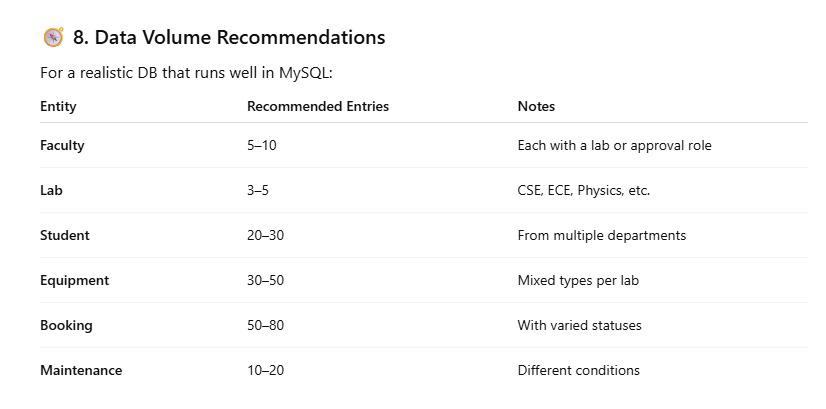 8. Data Volume Recommendations
For a realistic DB that runs well in MySQL:
Entity Recommended Entries Notes
Faculty 5–10 Each with a lab or approval role
Lab 3–5 CSE, ECE, Physics, etc.
Student 20–30 From multiple departments
Equipment 30–50 Mixed types per lab
Booking 50–80 With varied statuses
Maintenance 10–20 Different conditions